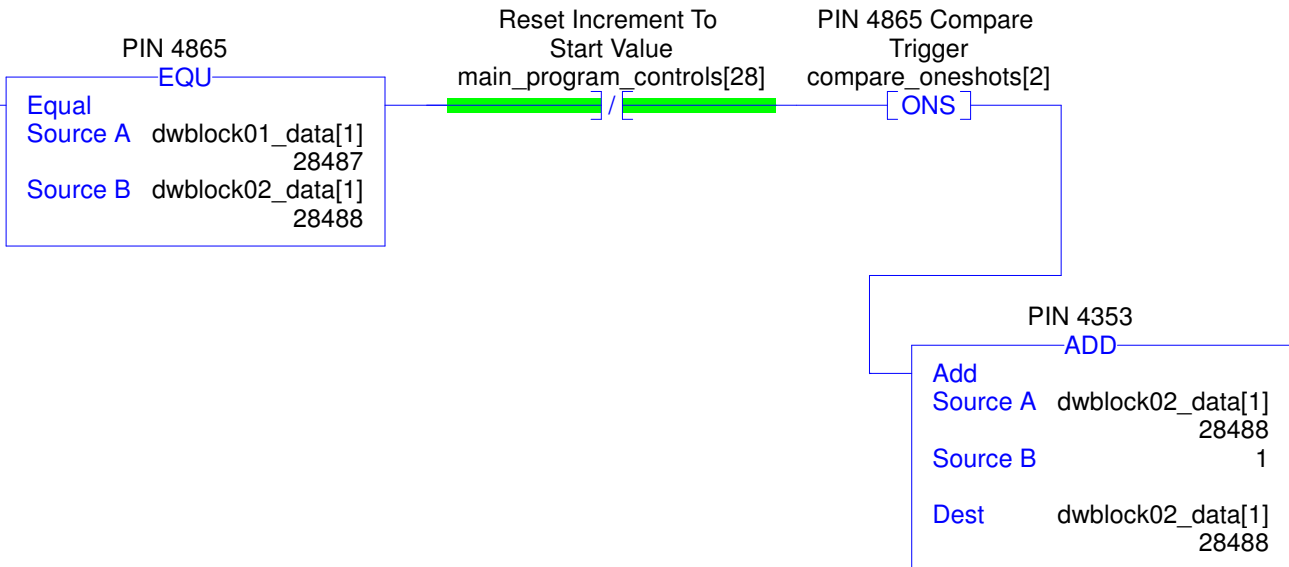 PIN 4865
EQU
Equal
Source A dwblock01_data[1]
28487
Source B dwblock02_data[1]
28488
Reset Increment To
Start Value
main_program_controls[28]
/
PIN 4865 Compare
Trigger
compare_oneshots[2]
ONS
PIN 4353
ADD
Add
Source A dwblock02_data[1]
28488
Source B 1
Dest dwblock02_data[1]
28488